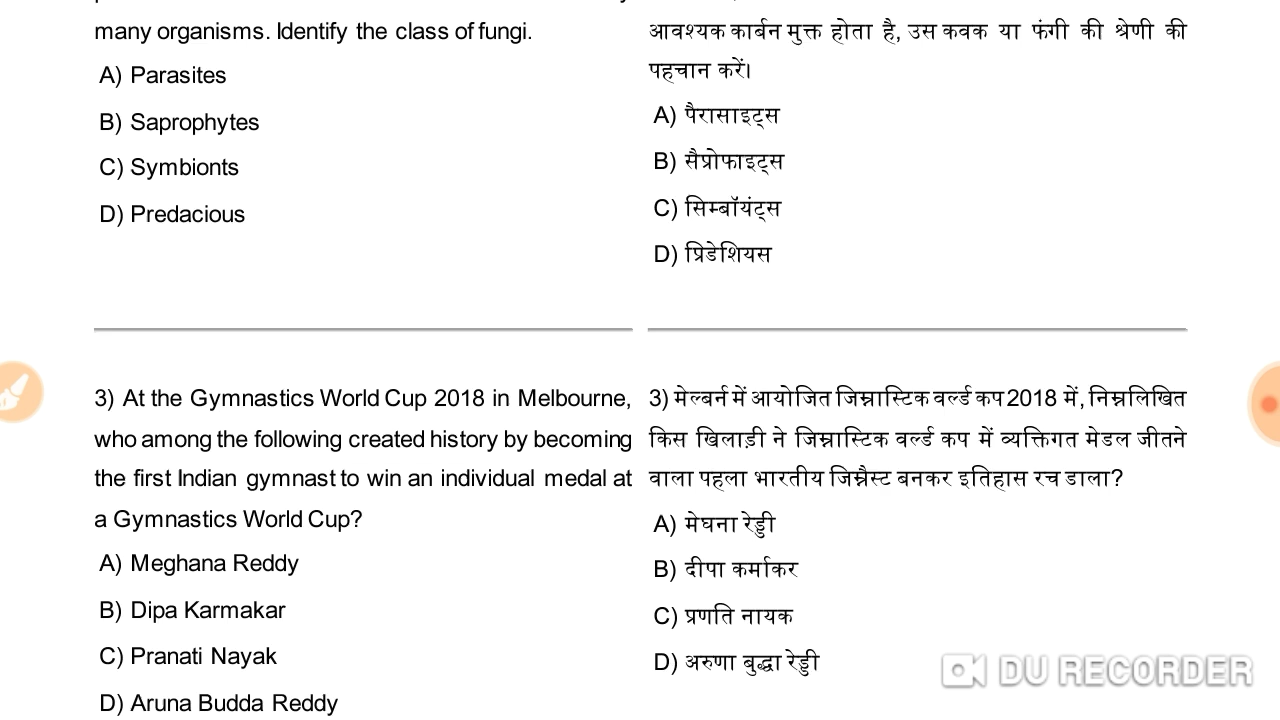 many organisms. Identify the class of fungi.
A) Parasites
B) Saprophytes
C) Symbionts
D) Predacious
आवश्यक कार्बन मुक्त होता है, उस कवक या फंगी की श्रेणी की
पहचान करें।
A) पैरासाइट्स
B) सैप्रोफाइट्स
C) सिम्बॉयंट्स
D) प्रिडेशियस
3) At the Gymnastics World Cup 2018 in Melbourne,
who among the following created history by becoming
the first Indian gymnast to win an individual medal at
a Gymnastics World Cup?
A) Meghana Reddy
B) Dipa Karmakar
C) Pranati Nayak
D) Aruna Budda Reddy
3) मेल्बर्न में आयोजित जिम्नास्टिक वर्ल्ड कप 2018 में, निम्नलिखित
किस खिलाड़ी ने जिम्नास्टिक वर्ल्ड कप में व्यक्तिगत मेडल जीतने
वाला पहला भारतीय जिम्नैस्ट बनकर इतिहास रच डाला?
A) मेघना रेड्डी
B) दीपा कर्माकर
C) प्रणति नायक
D) अरुणा बुद्धा रेड्डी
DU RECORDER